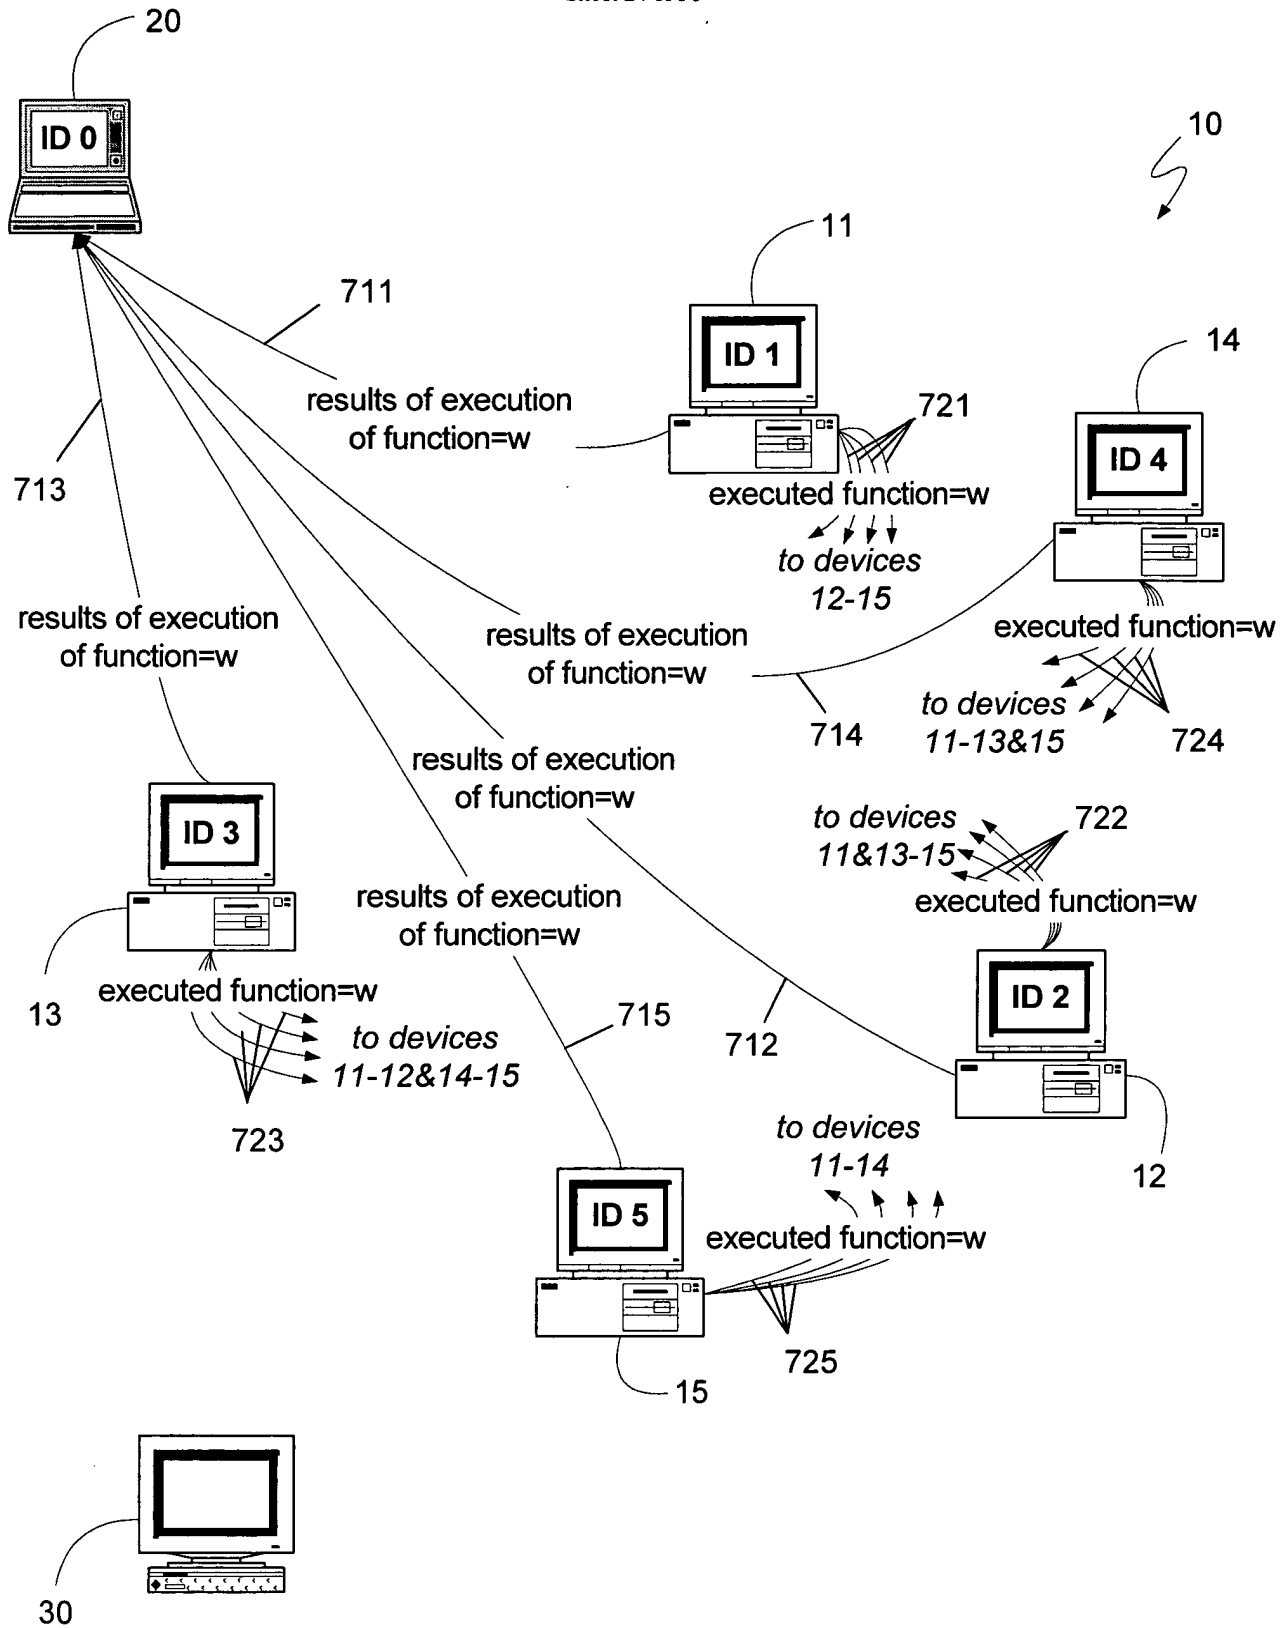 20
ID 0
10
11
711
ID 1
14
results of execution
of function=w
721
713
ID 4
executed function=w
to devices
12-15
results of execution
of function=w
results of execution
of function=w
executed function=w
to devices
11-13&15
714
724
results of execution
of function=w
to devices
11&13-15
722
ID 3
results of execution
of function=w
executed function=w
13
executed function=w
ID 2
715
712
to devices
11-12&14-15
723
to devices
11-14
12
ID 5
executed function=w
725
15
30